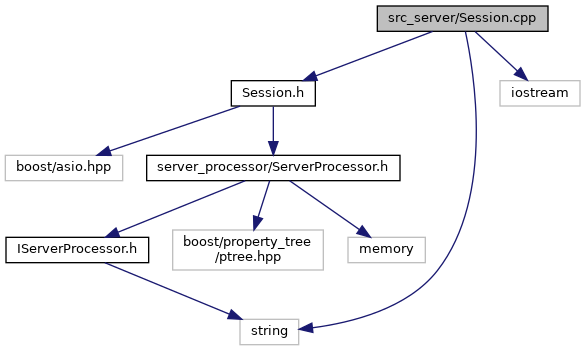 src_server/Session.cpp
Session.h
iostream
boost/asio.hpp
server_processor/ServerProcessor.h
IServerProcessor.h
boost/property_tree
/ptree.hpp
memory
string